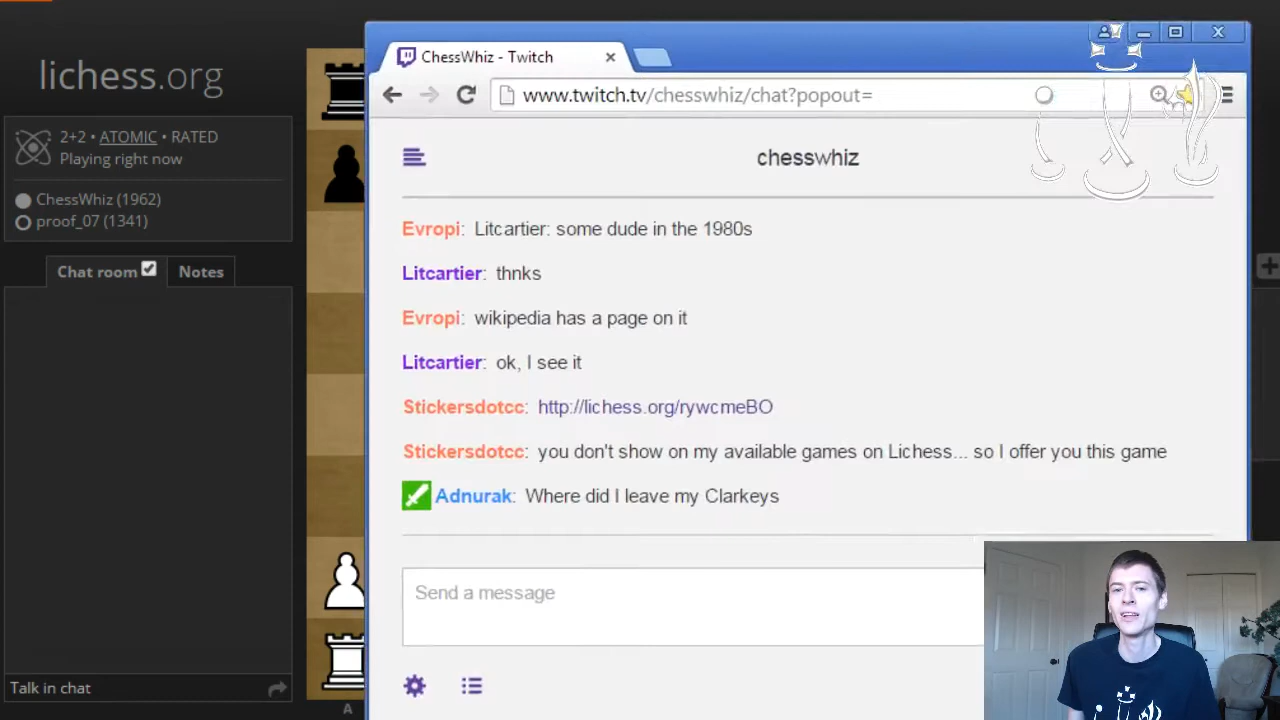 lichess.org
2+2 • ATOMIC • RATED
Playing right now
ChessWhiz (1962)
proof_07 (1341)
Chat room
Notes
Talk in chat
A
ChessWhiz - Twitch
www.twitch.tv/chesswhiz/chat?popout=
chesswhiz
Evropi: Litcartier: some dude in the 1980s
Litcartier: thnks
Evropi: wikipedia has a page on it
Litcartier: ok, I see it
Stickersdotcc: http://lichess.org/rywcmeBO
Stickersdotcc: you don't show on my available games on Lichess... so I offer you this game
Adnurak: Where did I leave my Clarkeys
Send a message